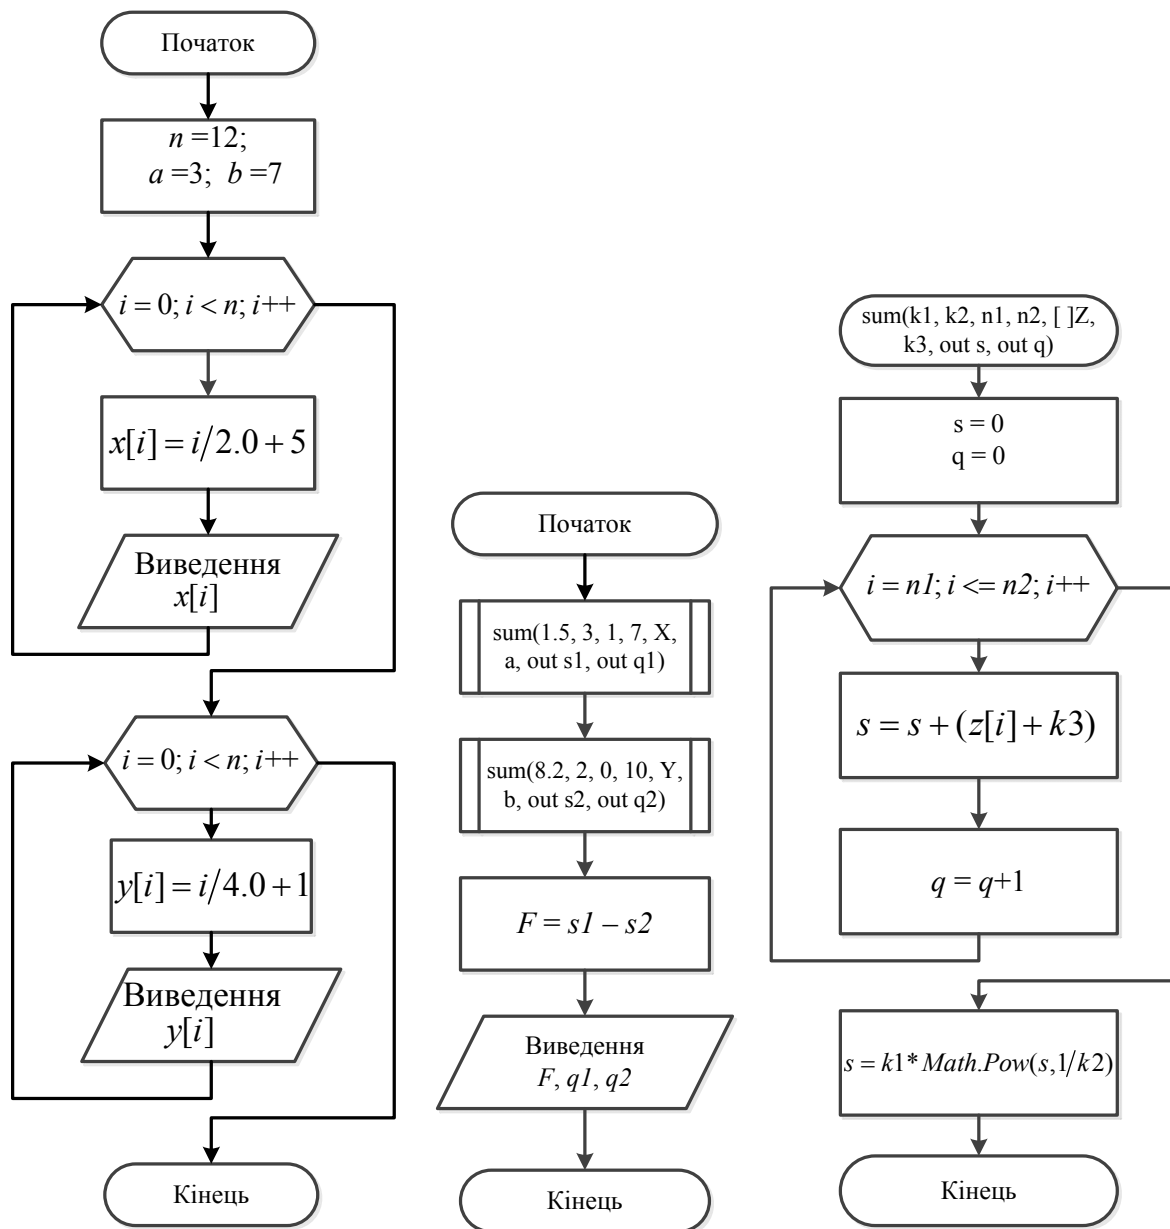 Початок
n =12;
a =3; b =7
i = 0; i < n; i++
x[i] = i/2.0 + 5
Виведення
x[i]
i = 0; i < n; i++
y[i] = i/4.0 + 1
Виведення
y[i]
Кінець
Початок
sum(1.5, 3, 1, 7, X,
a, out s1, out q1)
sum(8.2, 2, 0, 10, Y,
b, out s2, out q2)
F = s1 – s2
Виведення
F, q1, q2
Кінець
sum(k1, k2, n1, n2, [ ]Z,
k3, out s, out q)
s = 0
q = 0
i = n1; i <= n2; i++
s = s + (z[i] + k3)
q = q+1
s = k1* Math.Pow(s,1/k2)
Кінець